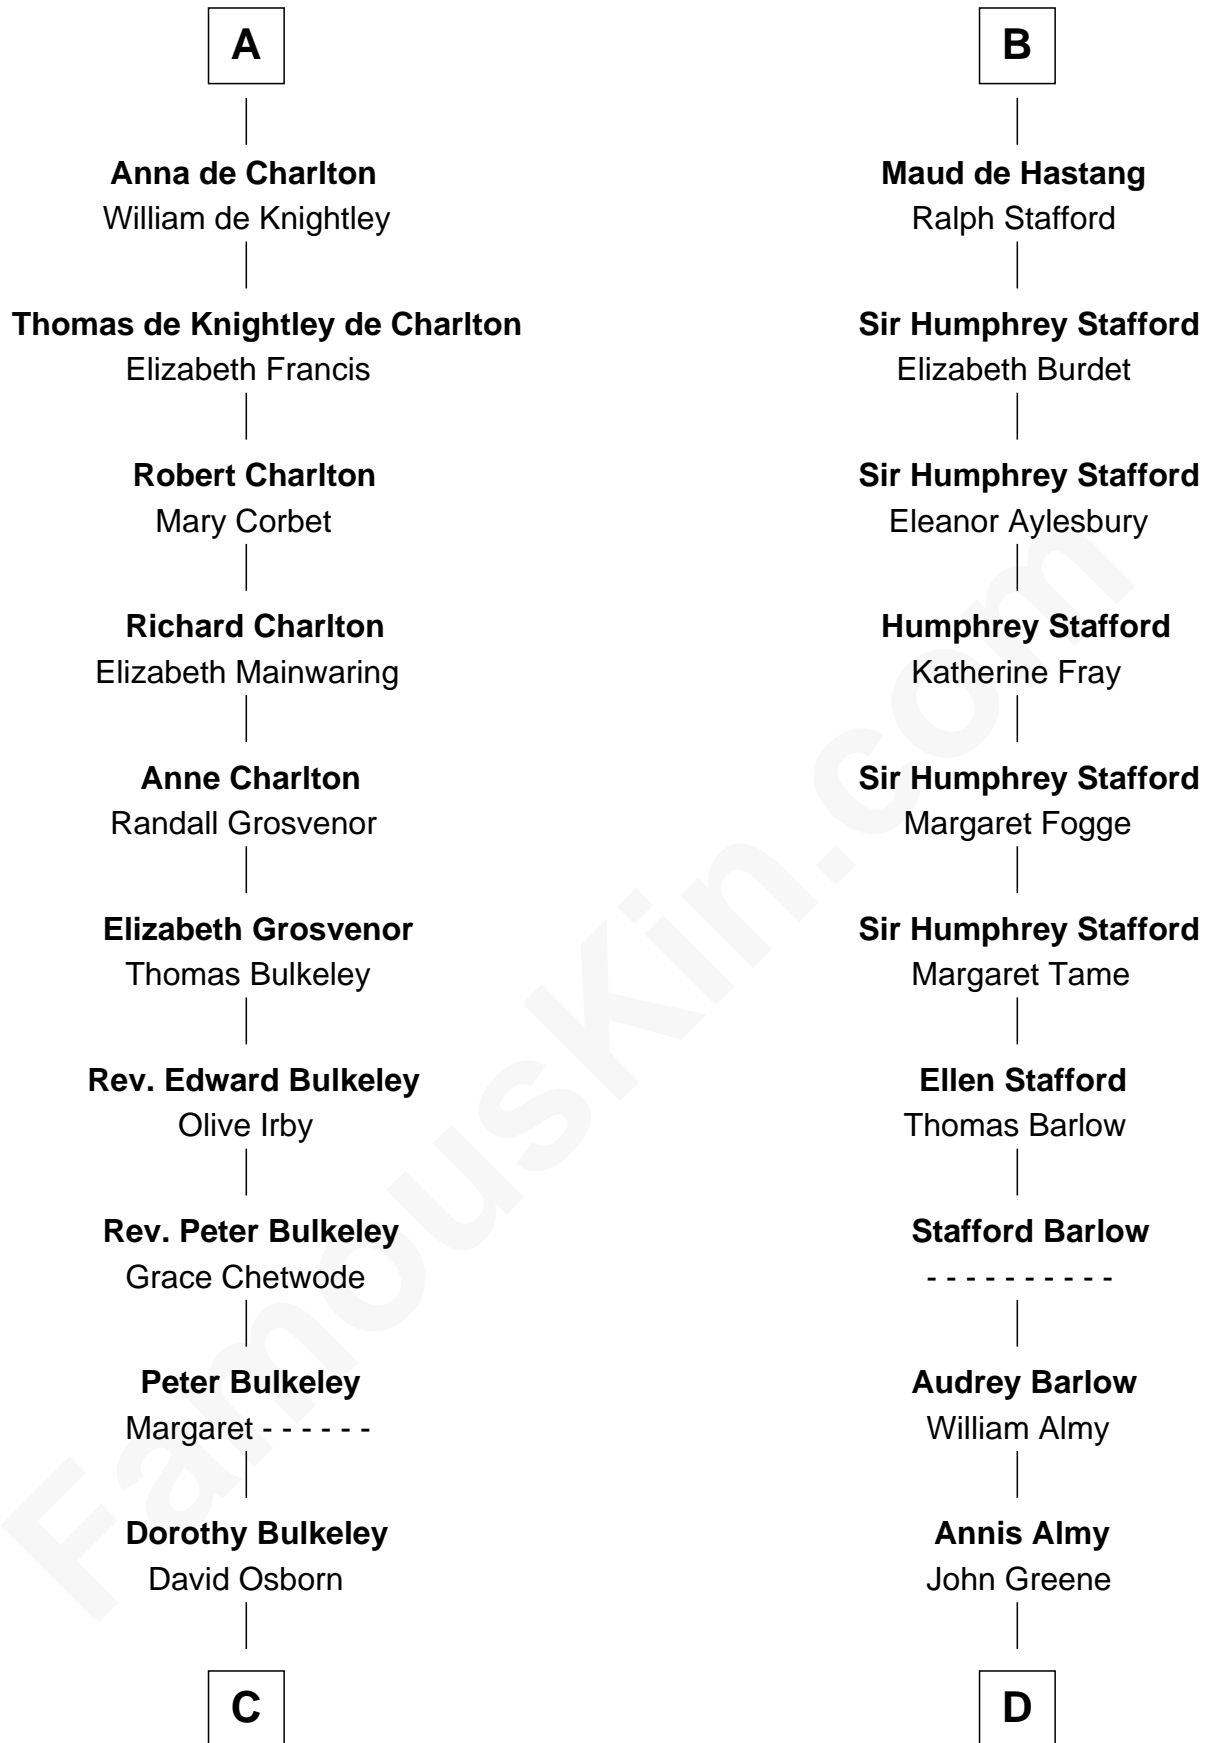 A
Anna de Charlton
William de Knightley
Thomas de Knightley de Charlton
Elizabeth Francis
Robert Charlton
Mary Corbet
Richard Charlton
Elizabeth Mainwaring
Anne Charlton
Randall Grosvenor
Elizabeth Grosvenor
Thomas Bulkeley
Rev. Edward Bulkeley
Olive Irby
Rev. Peter Bulkeley
Grace Chetwode
Peter Bulkeley
Margaret - - - - - -
Dorothy Bulkeley
David Osborn
C
B
Maud de Hastang
Ralph Stafford
Sir Humphrey Stafford
Elizabeth Burdet
Sir Humphrey Stafford
Eleanor Aylesbury
Humphrey Stafford
Katherine Fray
Sir Humphrey Stafford
Margaret Fogge
Sir Humphrey Stafford
Margaret Tame
Ellen Stafford
Thomas Barlow
Stafford Barlow
- - - - - - - - - -
Audrey Barlow
William Almy
Annis Almy
John Greene
D
FamousKin.com